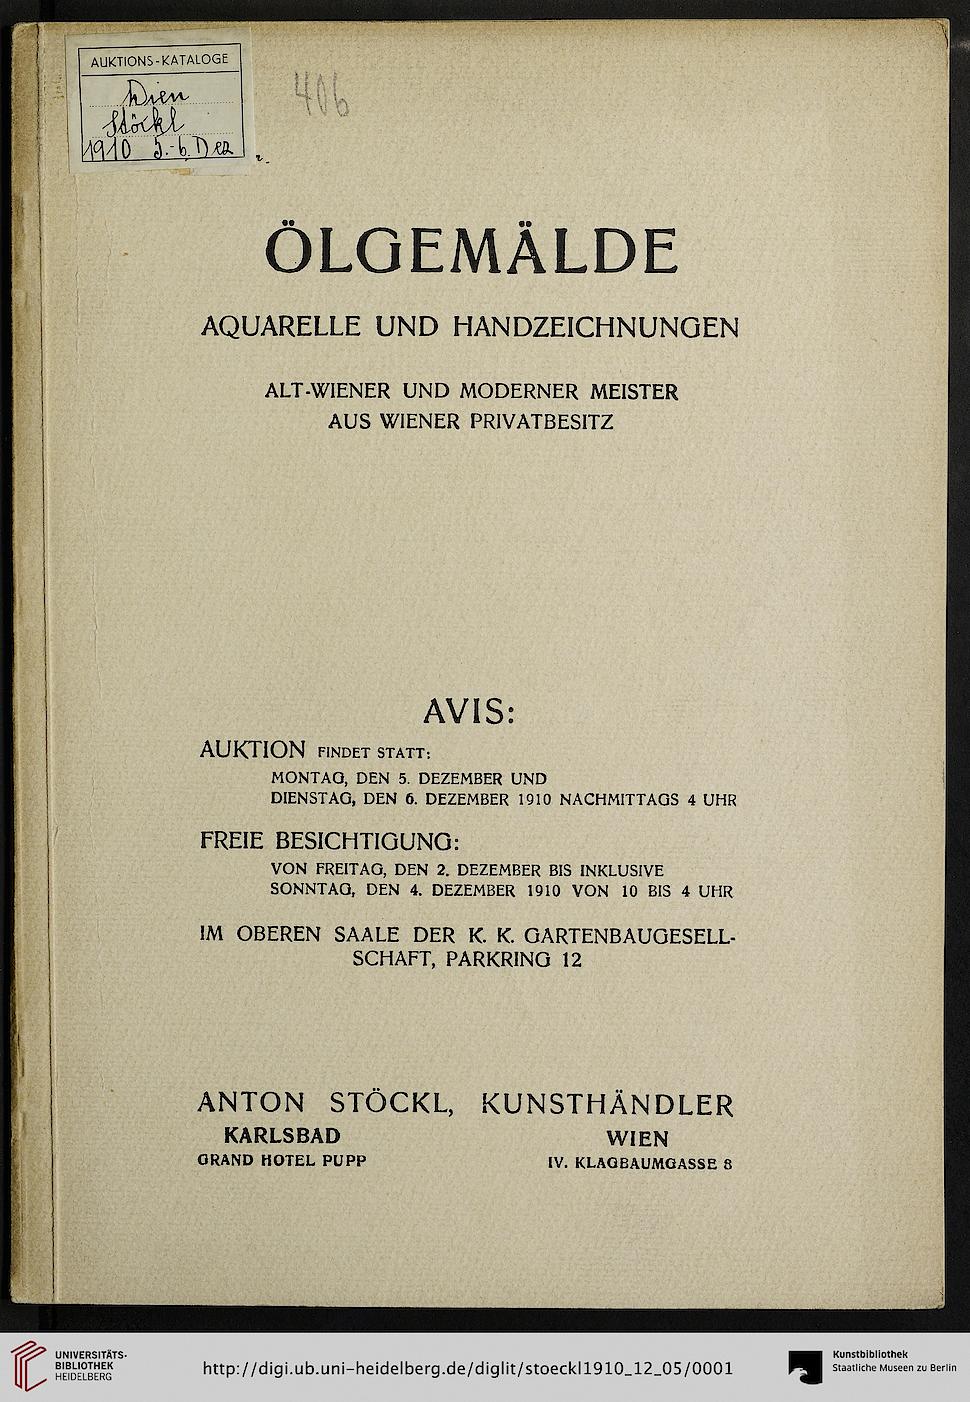 AUKTIONS-KATALOGE
Wien
Stöckl
1910 5.-6. Dez
406
ÖLGEMÄLDE
AQUARELLE UND HANDZEICHNUNGEN
ALT-WIENER UND MODERNER MEISTER
AUS WIENER PRIVATBESITZ
AVIS:
AUKTION FINDET STATT:
MONTAG, DEN 5. DEZEMBER UND
DIENSTAG, DEN 6. DEZEMBER 1910 NACHMITTAGS 4 UHR
FREIE BESICHTIGUNG:
VON FREITAG, DEN 2. DEZEMBER BIS INKLUSIVE
SONNTAG, DEN 4. DEZEMBER 1910 VON 10 BIS 4 UHR
IM OBEREN SAALE DER K. K. GARTENBAUGESELL-
SCHAFT, PARKRING 12
ANTON STÖCKL, KUNSTHÄNDLER
KARLSBAD WIEN
GRAND HOTEL PUPP IV. KLAGBAUMGASSE 8
UNIVERSITÄTS-
BIBLIOTHEK
HEIDELBERG
http://digi.ub.uni-heidelberg.de/diglit/stoeckl1910_12_05/0001
Kunstbibliothek
Staatliche Museen zu Berlin